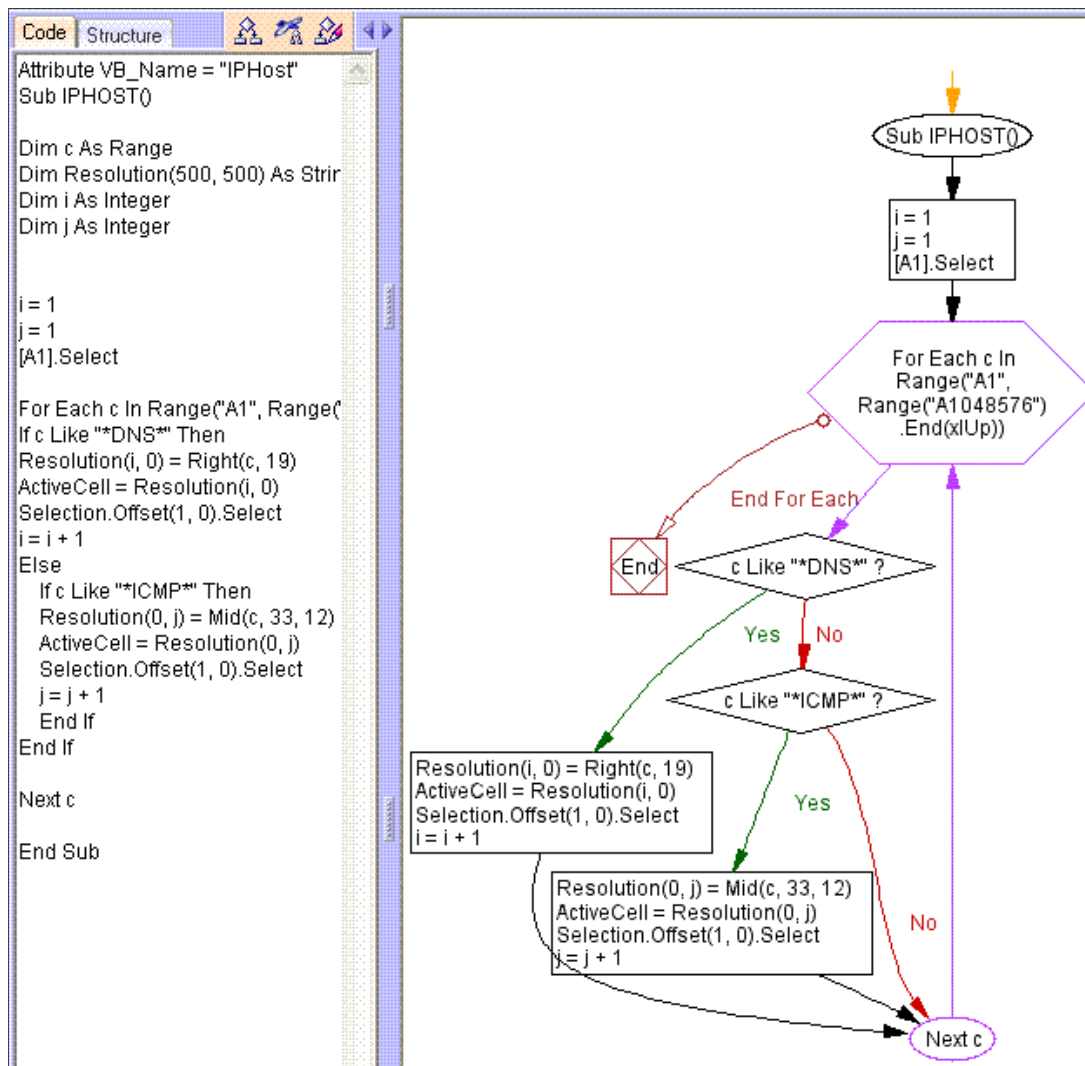 Code
Structure
Attribute VB_Name = "IPHost"
Sub IPHOST()
Dim c As Range
Dim Resolution(500, 500) As Strin
Dim i As Integer
Dim j As Integer
i = 1
j = 1
[A1].Select
For Each c In Range("A1", Range("
If c Like "*DNS*" Then
Resolution(i, 0) = Right(c, 19)
ActiveCell = Resolution(i, 0)
Selection.Offset(1, 0).Select
i = i + 1
Else
If c Like "*ICMP*" Then
Resolution(0, j) = Mid(c, 33, 12)
ActiveCell = Resolution(0, j)
Selection.Offset(1, 0).Select
j = j + 1
End If
End If
Next c
End Sub
Sub IPHOST()
i = 1
j = 1
[A1].Select
For Each c In
Range("A1",
Range("A1048576")
.End(xlUp))
End For Each
End
c Like "*DNS*" ?
Yes
No
c Like "*ICMP*" ?
Resolution(i, 0) = Right(c, 19)
ActiveCell = Resolution(i, 0)
Selection.Offset(1, 0).Select
i = i + 1
Yes
Resolution(0, j) = Mid(c, 33, 12)
ActiveCell = Resolution(0, j)
Selection.Offset(1, 0).Select
j = j + 1
No
Next c